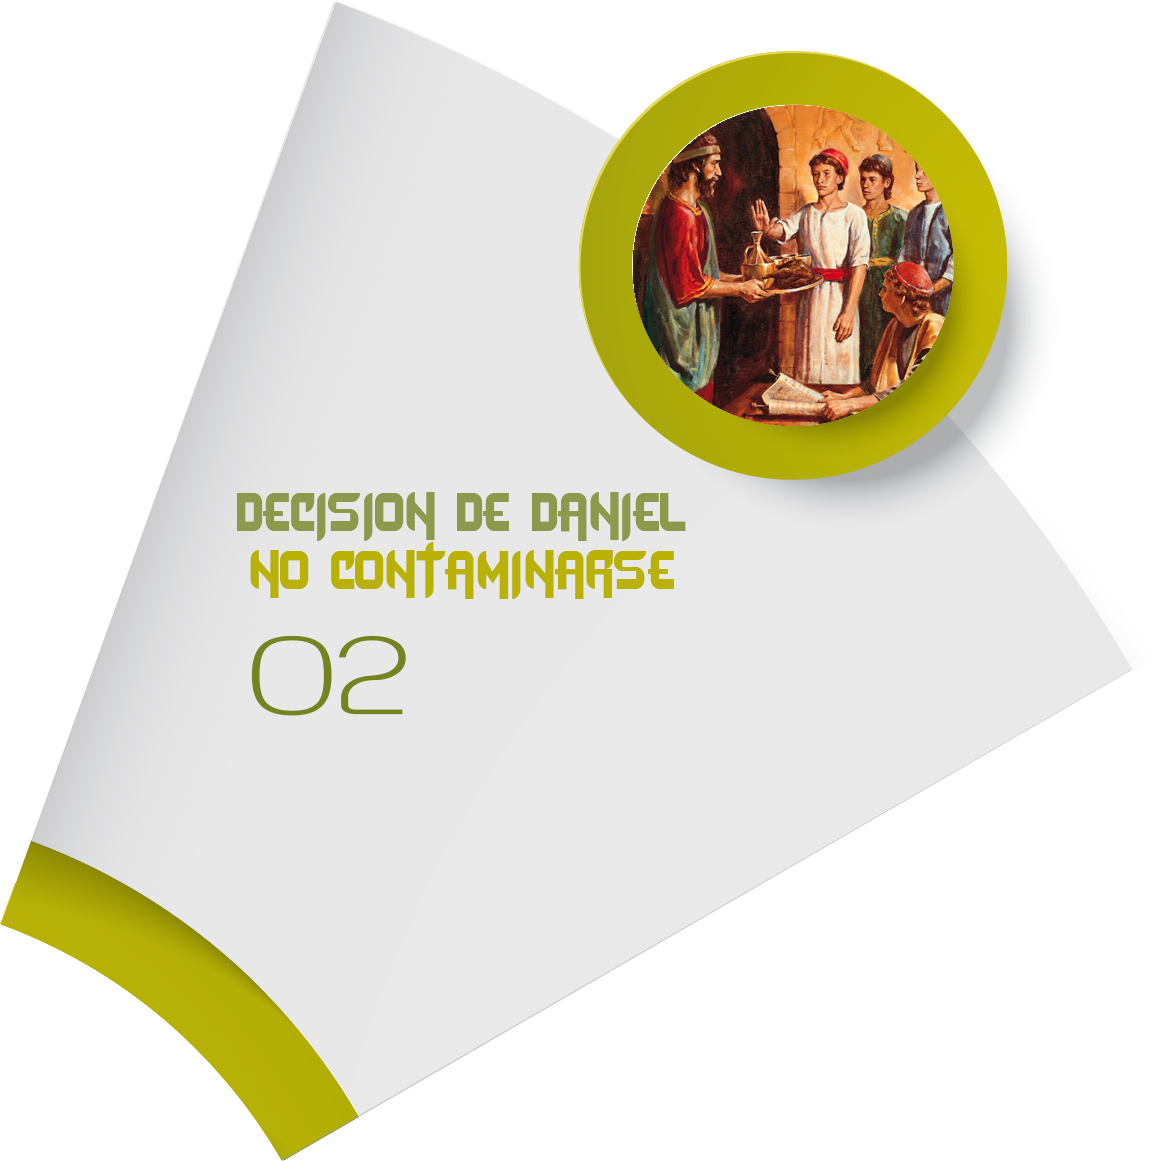 DECISION DE DANIEL
NO CONTAMINARSE
02